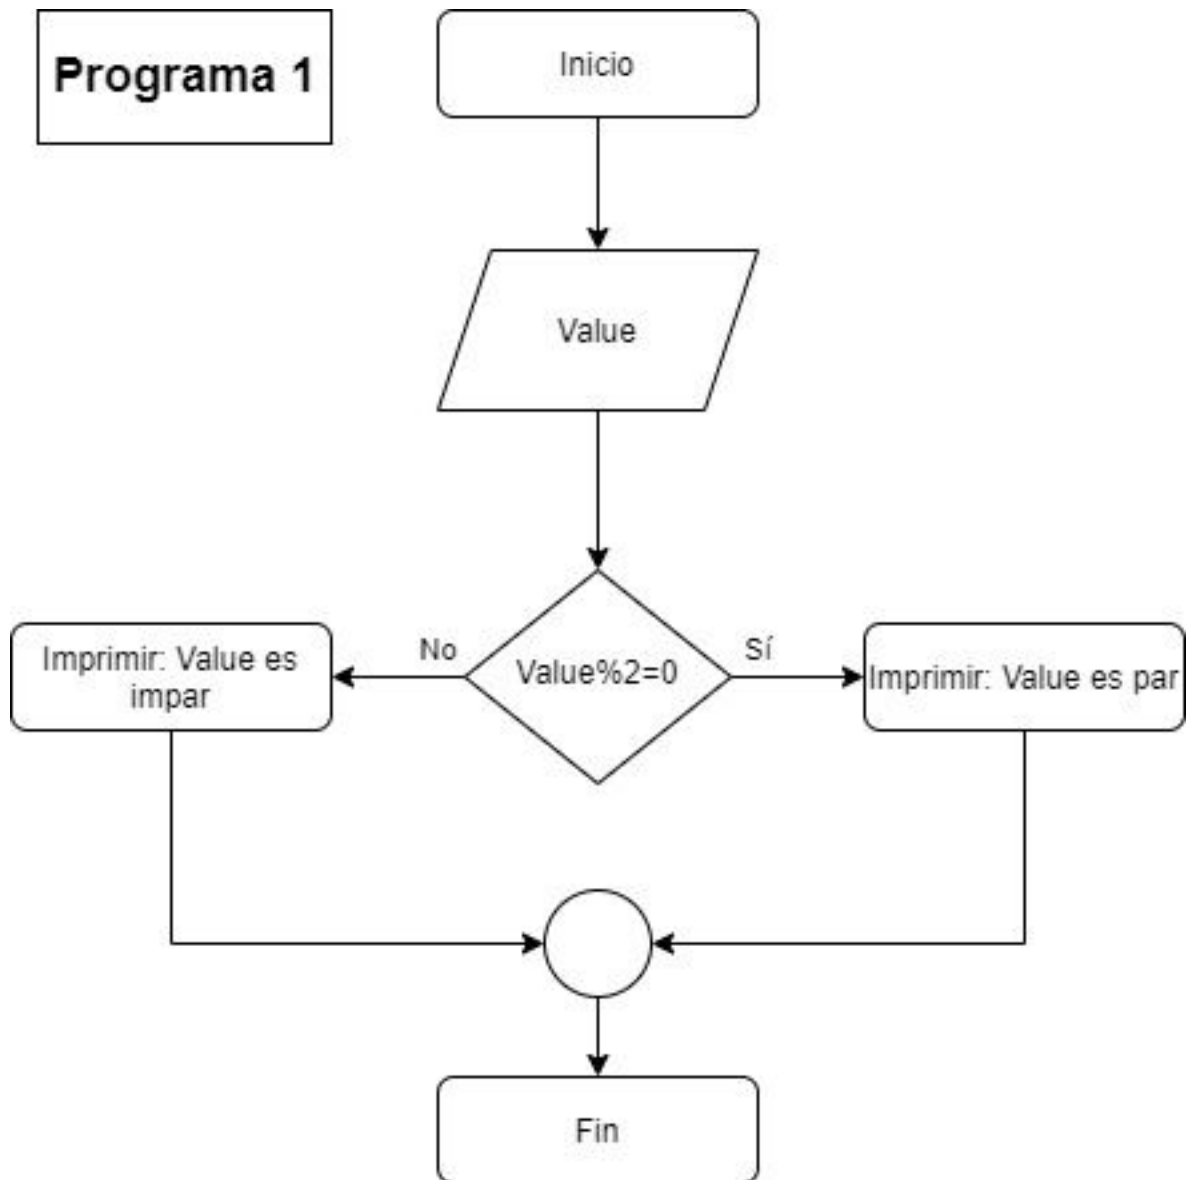 Programa 1
Inicio
Value
No
Value%2=0
Sí
Imprimir: Value es
impar
Imprimir: Value es par
Fin